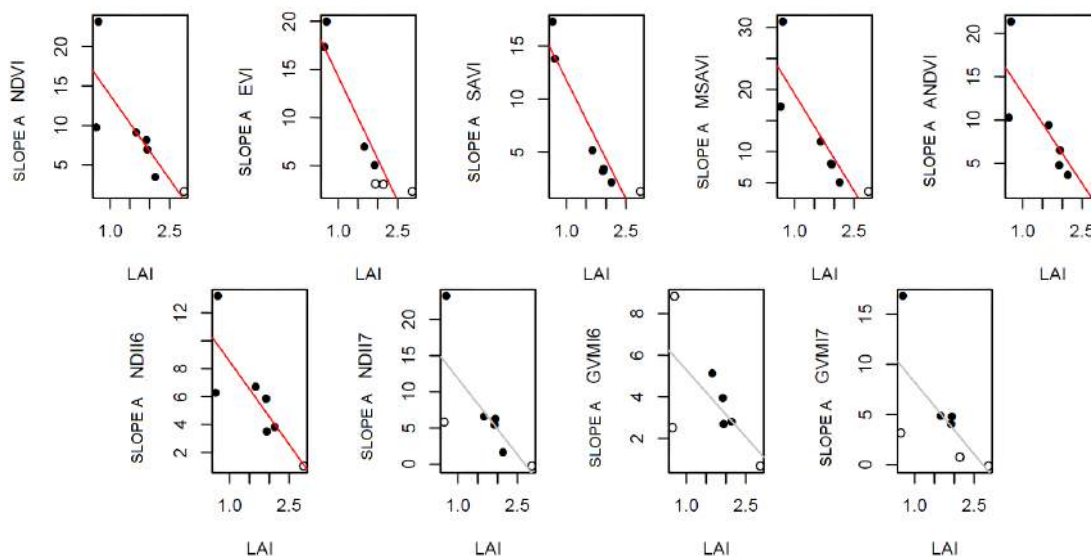 SLOPE A NDVI
5 10 15 20
1.0 2.5
LAI
SLOPE A EVI
5 10 15 20
1.0 2.5
LAI
SLOPE A SAVI
5 10 15
1.0 2.5
LAI
SLOPE A MSAVI
5 10 15 20 25 30
1.0 2.5
LAI
SLOPE A ANDVI
5 10 15 20
1.0 2.5
LAI
SLOPE A NDII6
2 4 6 8 12
1.0 2.5
LAI
SLOPE A NDII7
0 5 10 15 20
1.0 2.5
LAI
SLOPE A GVMI6
2 4 6 8
1.0 2.5
LAI
SLOPE A GVMI7
0 5 10 15
1.0 2.5
LAI